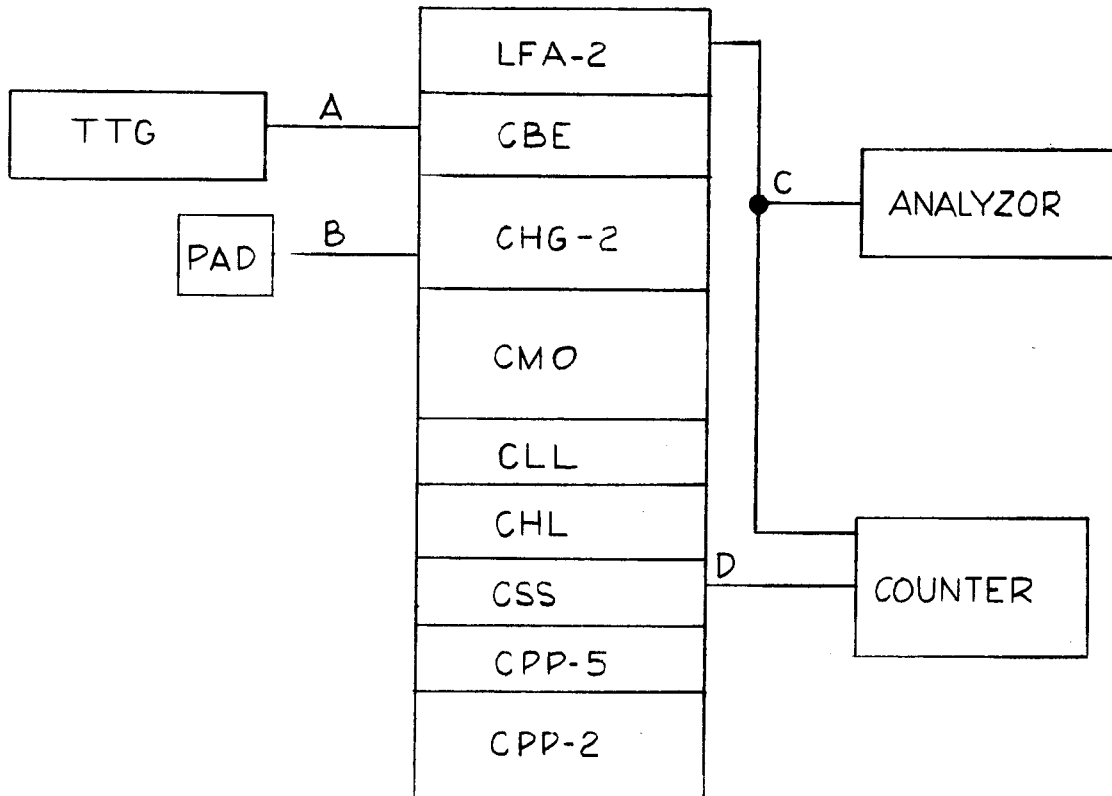 LFA-2
TTG
A
CBE
C
ANALYZOR
PAD
B
CHG-2
CMO
CLL
CHL
D
CSS
COUNTER
CPP-5
CPP-2